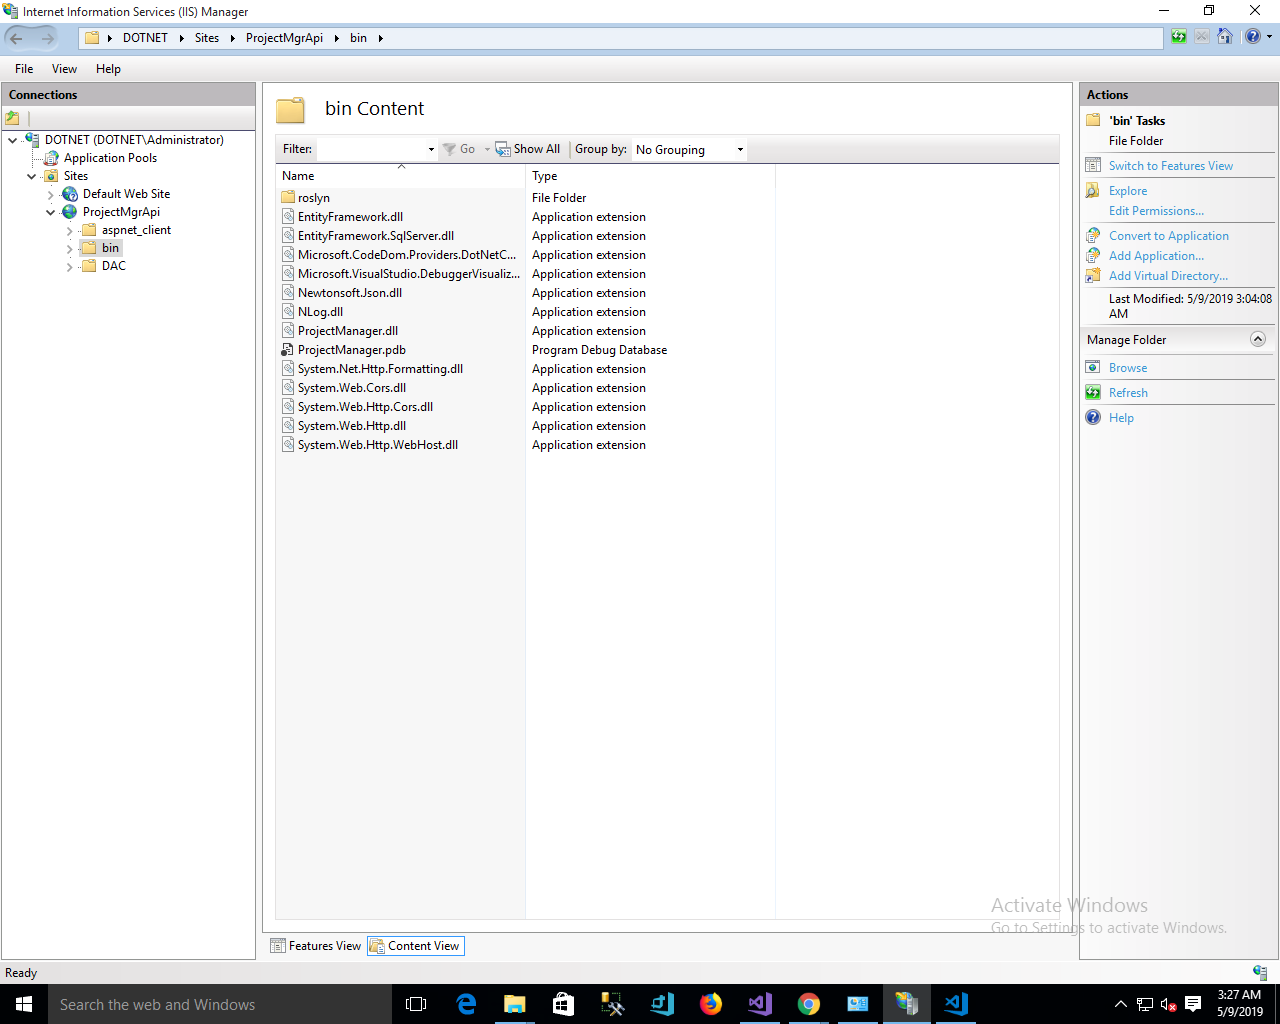 Internet Information Services (IIS) Manager
DOTNET Sites ProjectMgrApi bin
File View Help
Connections
DOTNET (DOTNET\Administrator)
Application Pools
Sites
Default Web Site
ProjectMgrApi
aspnet_client
bin
DAC
bin Content
Filter: Go Show All Group by: No Grouping
Name Type
roslyn File Folder
EntityFramework.dll Application extension
EntityFramework.SqlServer.dll Application extension
Microsoft.CodeDom.Providers.DotNetC... Application extension
Microsoft.VisualStudio.DebuggerVisualiz... Application extension
Newtonsoft.Json.dll Application extension
NLog.dll Application extension
ProjectManager.dll Application extension
ProjectManager.pdb Program Debug Database
System.Net.Http.Formatting.dll Application extension
System.Web.Cors.dll Application extension
System.Web.Http.Cors.dll Application extension
System.Web.Http.dll Application extension
System.Web.Http.WebHost.dll Application extension
Features View Content View
Actions
'bin' Tasks
File Folder
Switch to Features View
Explore
Edit Permissions...
Convert to Application
Add Application...
Add Virtual Directory...
Last Modified: 5/9/2019 3:04:08
AM
Manage Folder
Browse
Refresh
Help
Activate Windows
Go to Settings to activate Windows.
Ready
Search the web and Windows
3:27 AM
5/9/2019